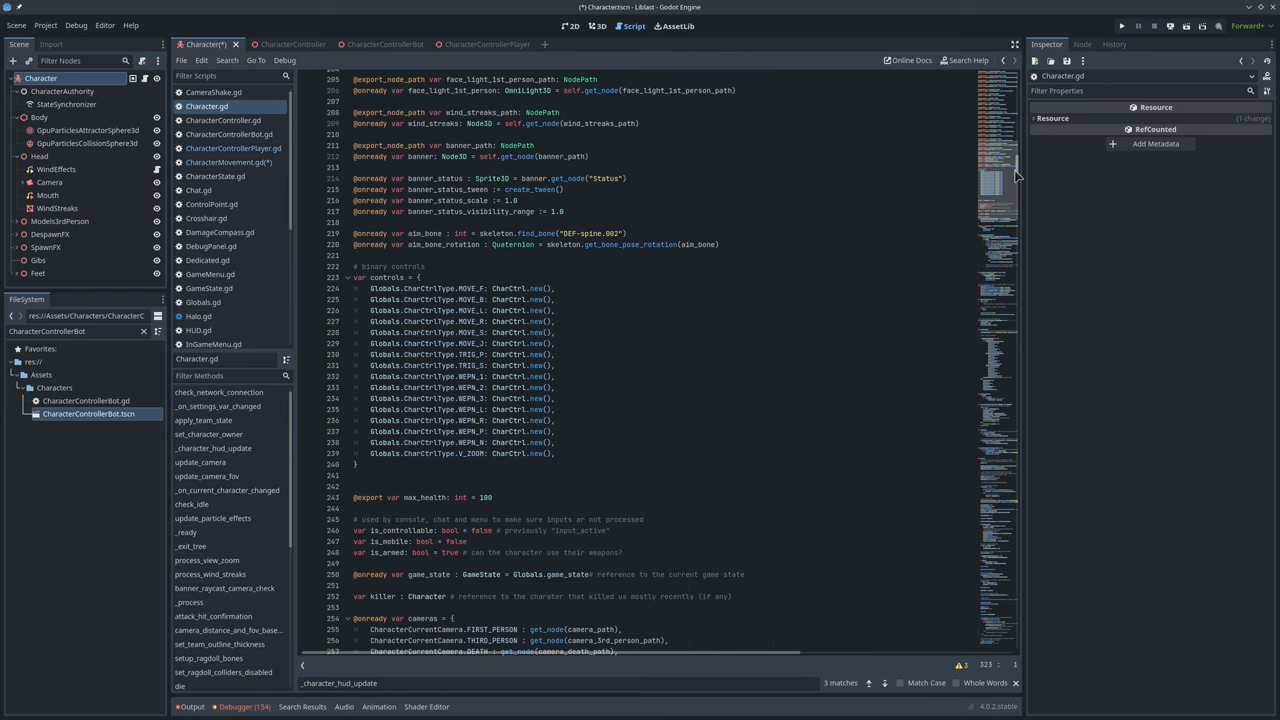 (*) Character.tscn - Liblast - Godot Engine
Scene Project Debug Editor Help
2D 3D Script AssetLib
Forward+
Scene Import
Filter Nodes
Character
CharacterAuthority
StateSynchronizer
Body
GpuParticlesAttractorSphere3
GpuParticlesCollisionSphere3
Head
WindEffects
Camera
Mouth
WindStreaks
Models3rdPerson
DespawnFX
SpawnFX
Gibs
Feet
FileSystem
res://Assets/Characters/CharacterC
CharacterControllerBot
Favorites:
res://
Assets
Characters
CharacterControllerBot.gd
CharacterControllerBot.tscn
Character(*) CharacterController CharacterControllerBot CharacterControllerPlayer
File Edit Search Go To Debug
Online Docs Search Help
Filter Scripts
CameraShake.gd
Character.gd
CharacterController.gd
CharacterControllerBot.gd
CharacterControllerPlayer.gd
CharacterMovement.gd(*)
CharacterState.gd
Chat.gd
ControlPoint.gd
Crosshair.gd
DamageCompass.gd
DebugPanel.gd
Dedicated.gd
GameMenu.gd
GameState.gd
Globals.gd
Halo.gd
HUD.gd
InGameMenu.gd
Character.gd
Filter Methods
check_network_connection
_on_settings_var_changed
apply_team_state
set_character_owner
_character_hud_update
update_camera
update_camera_fov
_on_current_character_changed
check_idle
update_particle_effects
_ready
_exit_tree
process_view_zoom
process_wind_streaks
banner_raycast_camera_check
_process
attack_hit_confirmation
camera_distance_and_fov_base...
set_team_outline_thickness
setup_ragdoll_bones
set_ragdoll_colliders_disabled
die
205 @export_node_path var face_light_1st_person_path: NodePath
206 @onready var face_light_1st_person: OmniLight3D = self.get_node(face_light_1st_person_path)
207
208 @export_node_path var wind_streaks_path: NodePath
209 @onready var wind_streaks: Node3D = self.get_node(wind_streaks_path)
210
211 @export_node_path var banner_path: NodePath
212 @onready var banner: Node3D = self.get_node(banner_path)
213
214 @onready var banner_status : Sprite3D = banner.get_node("Status")
215 @onready var banner_status_tween := create_tween()
216 @onready var banner_status_scale := 1.0
217 @onready var banner_status_visibility_range := 1.0
218
219 @onready var aim_bone : int = skeleton.find_bone("DEF-spine.002")
220 @onready var aim_bone_rotation : Quaternion = skeleton.get_bone_pose_rotation(aim_bone)
221
222 # binary controls
223 var controls = {
224 Globals.CharCtrlType.MOVE_F: CharCtrl.new(),
225 Globals.CharCtrlType.MOVE_B: CharCtrl.new(),
226 Globals.CharCtrlType.MOVE_L: CharCtrl.new(),
227 Globals.CharCtrlType.MOVE_R: CharCtrl.new(),
228 Globals.CharCtrlType.MOVE_S: CharCtrl.new(),
229 Globals.CharCtrlType.MOVE_J: CharCtrl.new(),
230 Globals.CharCtrlType.TRIG_P: CharCtrl.new(),
231 Globals.CharCtrlType.TRIG_S: CharCtrl.new(),
232 Globals.CharCtrlType.WEPN_1: CharCtrl.new(),
233 Globals.CharCtrlType.WEPN_2: CharCtrl.new(),
234 Globals.CharCtrlType.WEPN_3: CharCtrl.new(),
235 Globals.CharCtrlType.WEPN_L: CharCtrl.new(),
236 Globals.CharCtrlType.WEPN_R: CharCtrl.new(),
237 Globals.CharCtrlType.WEPN_P: CharCtrl.new(),
238 Globals.CharCtrlType.WEPN_N: CharCtrl.new(),
239 Globals.CharCtrlType.V_ZOOM: CharCtrl.new(),
240 }
241
242
243 @export var max_health: int = 100
244
245 # used by console, chat and menu to make sure inputs ar not processed
246 var is_controllable: bool = false # previously "input_active"
247 var is_mobile: bool = false
248 var is_armed: bool = true # can the character use their weapons?
249
250 @onready var game_state: GameState = Globals.game_state# reference to the current game state
251
252 var killer : Character # reference to the charcter that killed us mostly recently (if any)
253
254 @onready var cameras = {
255 CharacterCurrentCamera.FIRST_PERSON : get_node(camera_path),
256 CharacterCurrentCamera.THIRD_PERSON : get_node(camera_3rd_person_path),
257 CharacterCurrentCamera.DEATH : get_node(camera_death_path),
3 323 : 1
_character_hud_update 3 matches Match Case Whole Words
Output Debugger (154) Search Results Audio Animation Shader Editor
4.0.2.stable
Inspector Node History
Character.gd
Filter Properties
Resource
Resource (1 change)
RefCounted
Add Metadata